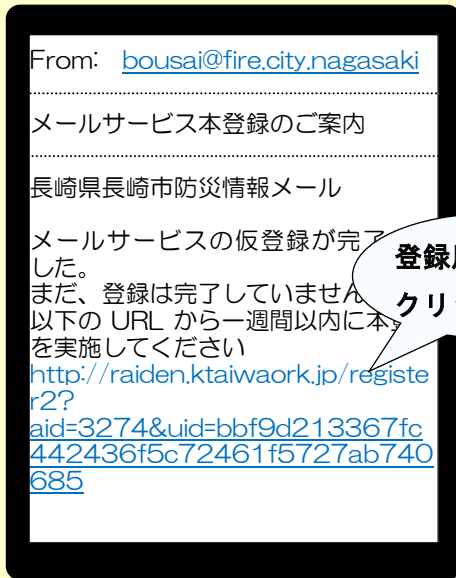 From: bousai@fire.city.nagasaki
メールサービス本登録のご案内
長崎県長崎市防災情報メール
メールサービスの仮登録が完了
した。
まだ、登録は完了していません
以下の URL から一週間以内に本
を実施してください
http://raiden.ktaiwaork.jp/registe
r2?
aid=3274&uid=bbf9d213367fc
442436f5c72461f5727ab740
685
登録
クリ